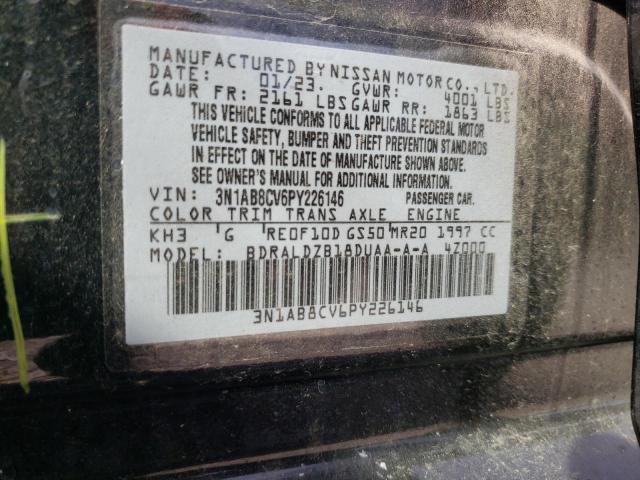 MANUFACTURED BY NISSAN MOTOR CO., LTD.
DATE: 01/23. GVWR: 4001 LBS
GAWR FR: 2161 LBS GAWR RR: 1863 LBS
THIS VEHICLE CONFORMS TO ALL APPLICABLE FEDERAL MOTOR
VEHICLE SAFETY, BUMPER AND THEFT PREVENTION STANDARDS
IN EFFECT ON THE DATE OF MANUFACTURE SHOWN ABOVE.
SEE OWNER'S MANUAL FOR ADDITIONAL INFORMATION.
VIN: 3N1AB8CV6PY226146 PASSENGER CAR.
COLOR TRIM TRANS AXLE ENGINE
KH3 'G 'RE0F10D GS50 MR20 1997 CC
MODEL: BDRALDZB18DUAA-A-A 4Z000
3N1AB8CV6PY226146